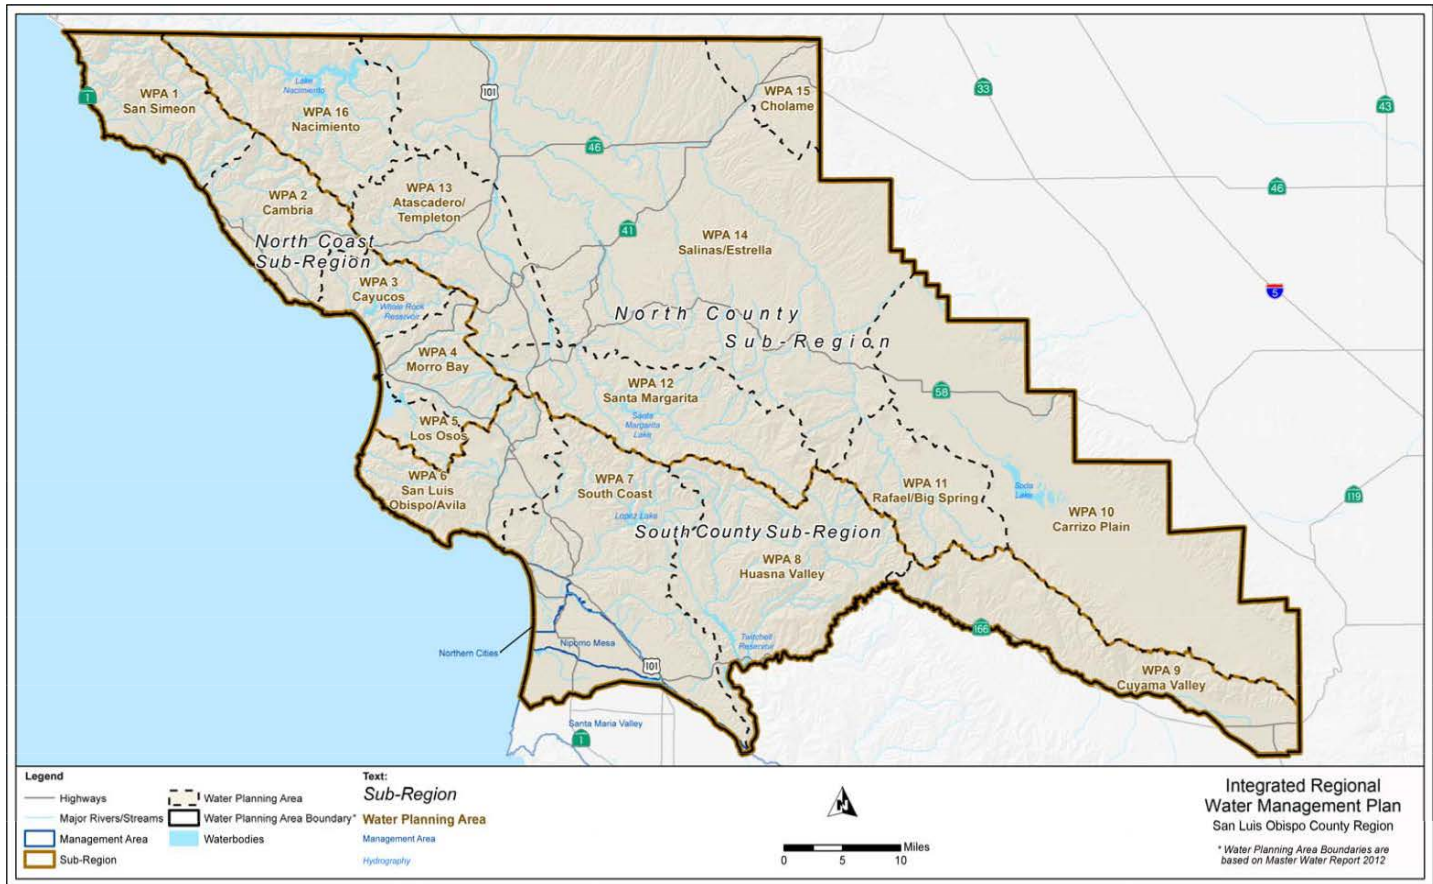 WPA 1
San Simeon
1
Lake
Nacimiento
WPA 16
Nacimiento
101
WPA 15
Cholame
33
43
46
46
WPA 2
Cambria
WPA 13
Atascadero/
Templeton
North Coast
Sub-Region
41
WPA 14
Salinas/Estrella
WPA 3
Cayucos
Whale Rock
Reservoir
5
North County
Sub-Region
WPA 4
Morro Bay
WPA 12
Santa Margarita
Santa
Margarita
Lake
58
WPA 5
Los Osos
WPA 6
San Luis
Obispo/Avila
WPA 7
South Coast
Lopez Lake
WPA 11
Rafael/Big Spring
Soda
Lake
WPA 10
Carrizo Plain
119
South County Sub-Region
WPA 8
Huasna Valley
Northern Cities
Nipomo Mesa
101
Twitchell
Reservoir
166
WPA 9
Cuyama Valley
Santa Maria Valley
1
Legend
Highways
Major Rivers/Streams
Management Area
Sub-Region
Water Planning Area
Water Planning Area Boundary*
Waterbodies
Text:
Sub-Region
Water Planning Area
Management Area
Hydrography
N
Miles
0 5 10
Integrated Regional
Water Management Plan
San Luis Obispo County Region
* Water Planning Area Boundaries are
based on Master Water Report 2012